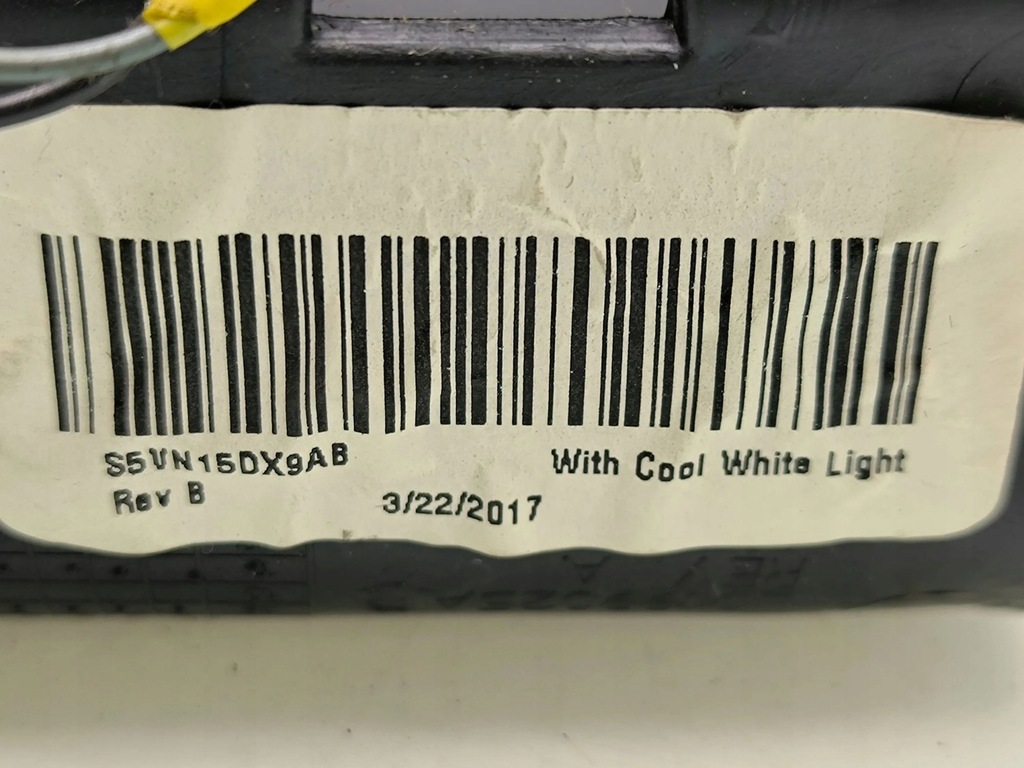 S5VN15DX9AB With Cool White Light
Rev B 3/22/2017